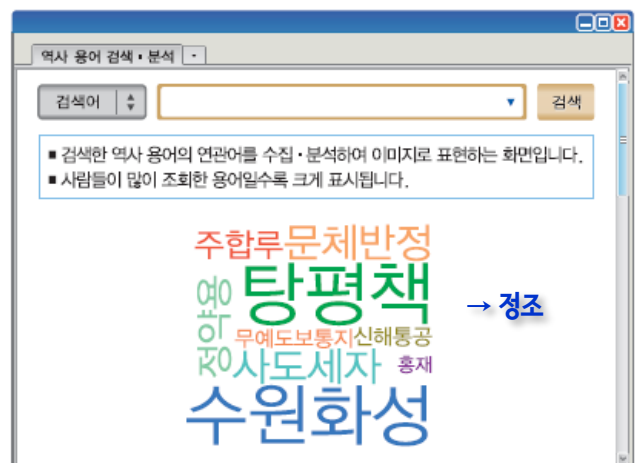 역사 용어 검색 • 분석
검색어
검색
■ 검색한 역사 용어의 연관어를 수집 • 분석하여 이미지로 표현하는 화면입니다.
■ 사람들이 많이 조회한 용어일수록 크게 표시됩니다.
주합루 문체반정
탕평책
정약용
→ 정조
무예도보통지 신해통공
사도세자 홍재
수원화성